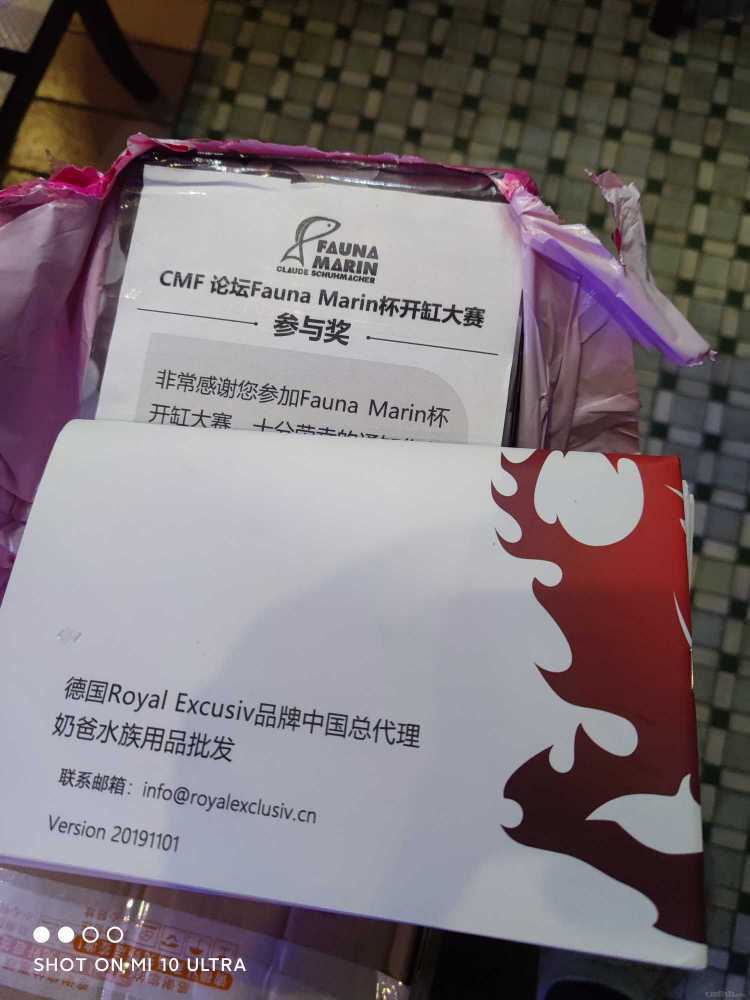 FAUNA
MARIN
CLAUDE SCHUHMACHER
CMF 论坛Fauna Marin杯开缸大赛
参与奖
非常感谢您参加Fauna Marin杯
开缸大赛
德国Royal Excusiv品牌中国总代理
奶爸水族用品批发
联系邮箱：info@royalexclusiv.cn
Version 20191101
SHOT ON MI 10 ULTRA